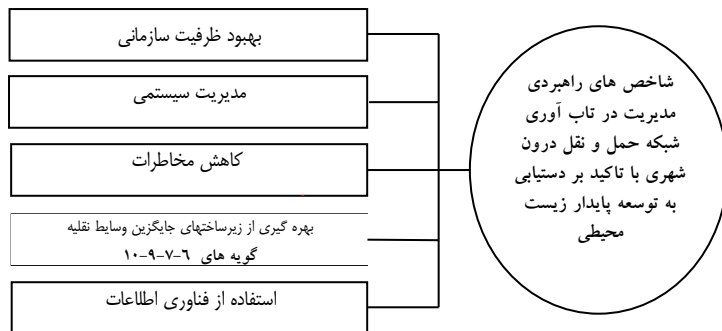 بهبود ظرفیت سازمانی
مدیریت سیستمی
کاهش مخاطرات
بهره گیری از زیرساختهای جایگزین وسایط نقلیه
گویه های ۶-۷-۹-۱۰
استفاده از فناوری اطلاعات
شاخص های راهبردی
مدیریت در تاب آوری
شبکه حمل و نقل درون
شهری با تاکید بر دستیابی
به توسعه پایدار زیست
محیطی